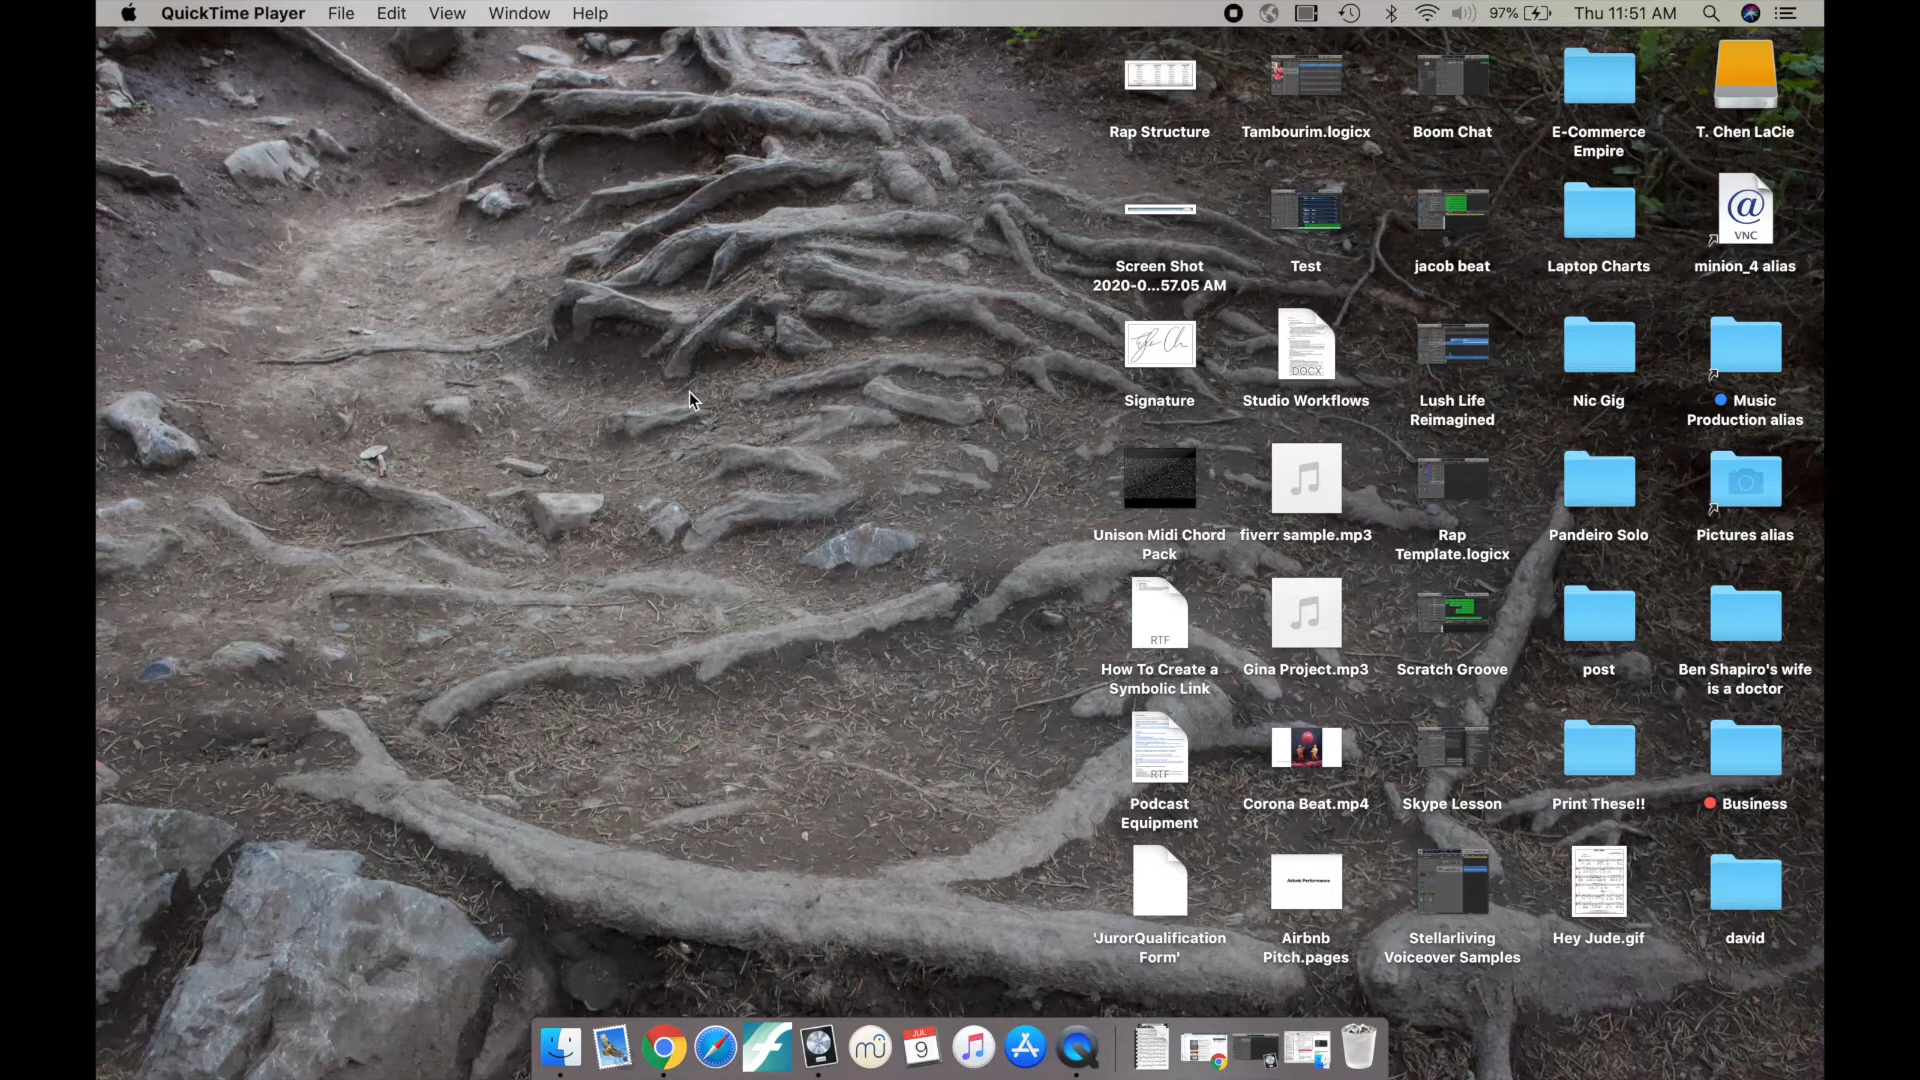 QuickTime Player File Edit View Window Help 97% Thu 11:51 AM
Rap Structure
Tambourim.logicx
Boom Chat
E-Commerce
Empire
T. Chen LaCie
Screen Shot
2020-0...57.05 AM
Test
jacob beat
Laptop Charts
@
VNC
minion_4 alias
Signature
DOCX
Studio Workflows
Lush Life
Reimagined
Nic Gig
Music
Production alias
Unison Midi Chord
Pack
fiverr sample.mp3
Rap
Template.logicx
Pandeiro Solo
Pictures alias
RTF
How To Create a
Symbolic Link
Gina Project.mp3
Scratch Groove
post
Ben Shapiro's wife
is a doctor
RTF
Podcast
Equipment
Corona Beat.mp4
Skype Lesson
Print These!!
Business
'JurorQualification
Form'
Airbnb Performance
Airbnb
Pitch.pages
Stellarliving
Voiceover Samples
Hey Jude.gif
david
JUL
9